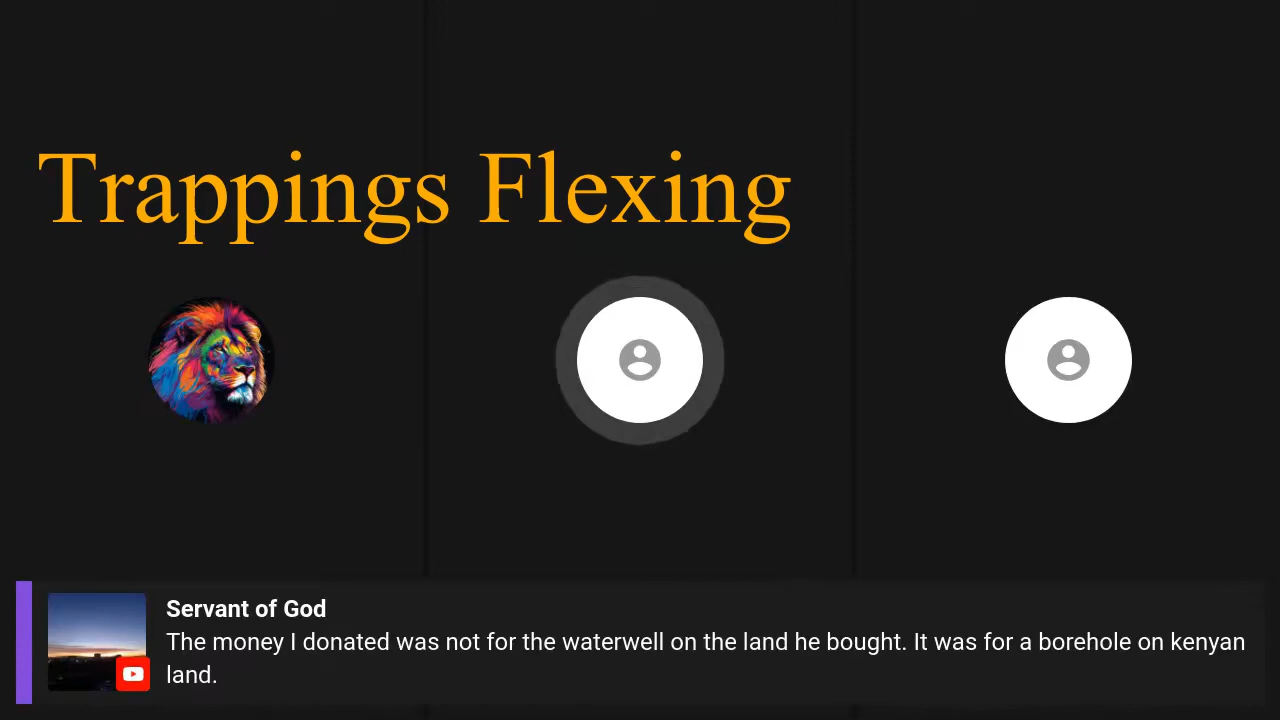 Trappings Flexing
Servant of God
The money I donated was not for the waterwell on the land he bought. It was for a borehole on kenyan
land.